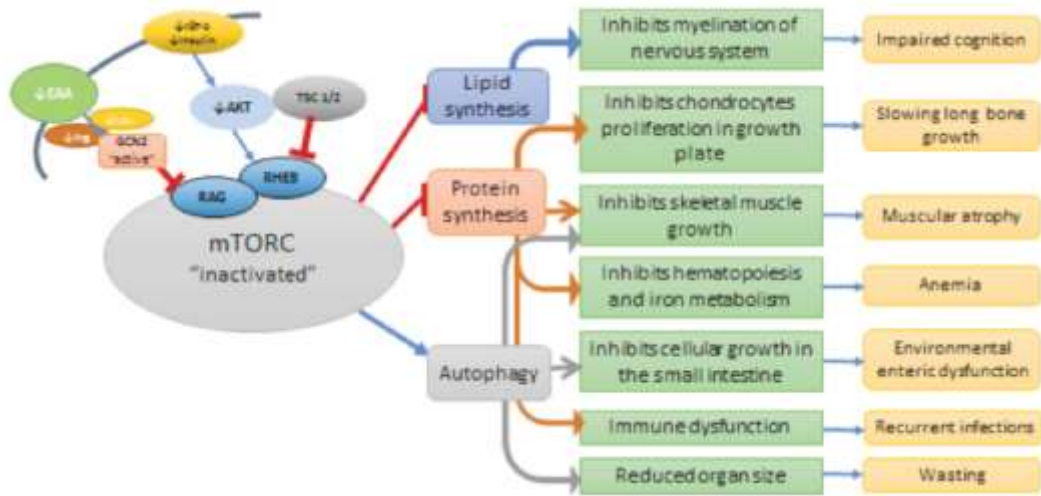 ↓Insulin
↓EAA
↓AKT
TSC 1/2
GCN2
"active"
RAG
RHEB
mTORC
"inactivated"
Lipid
synthesis
Protein
synthesis
Autophagy
Inhibits myelination of
nervous system
Inhibits chondrocytes
proliferation in growth
plate
Inhibits skeletal muscle
growth
Inhibits hematopoiesis
and iron metabolism
Inhibits cellular growth in
the small intestine
Immune dysfunction
Reduced organ size
Impaired cognition
Slowing long bone
growth
Muscular atrophy
Anemia
Environmental
enteric dysfunction
Recurrent infections
Wasting